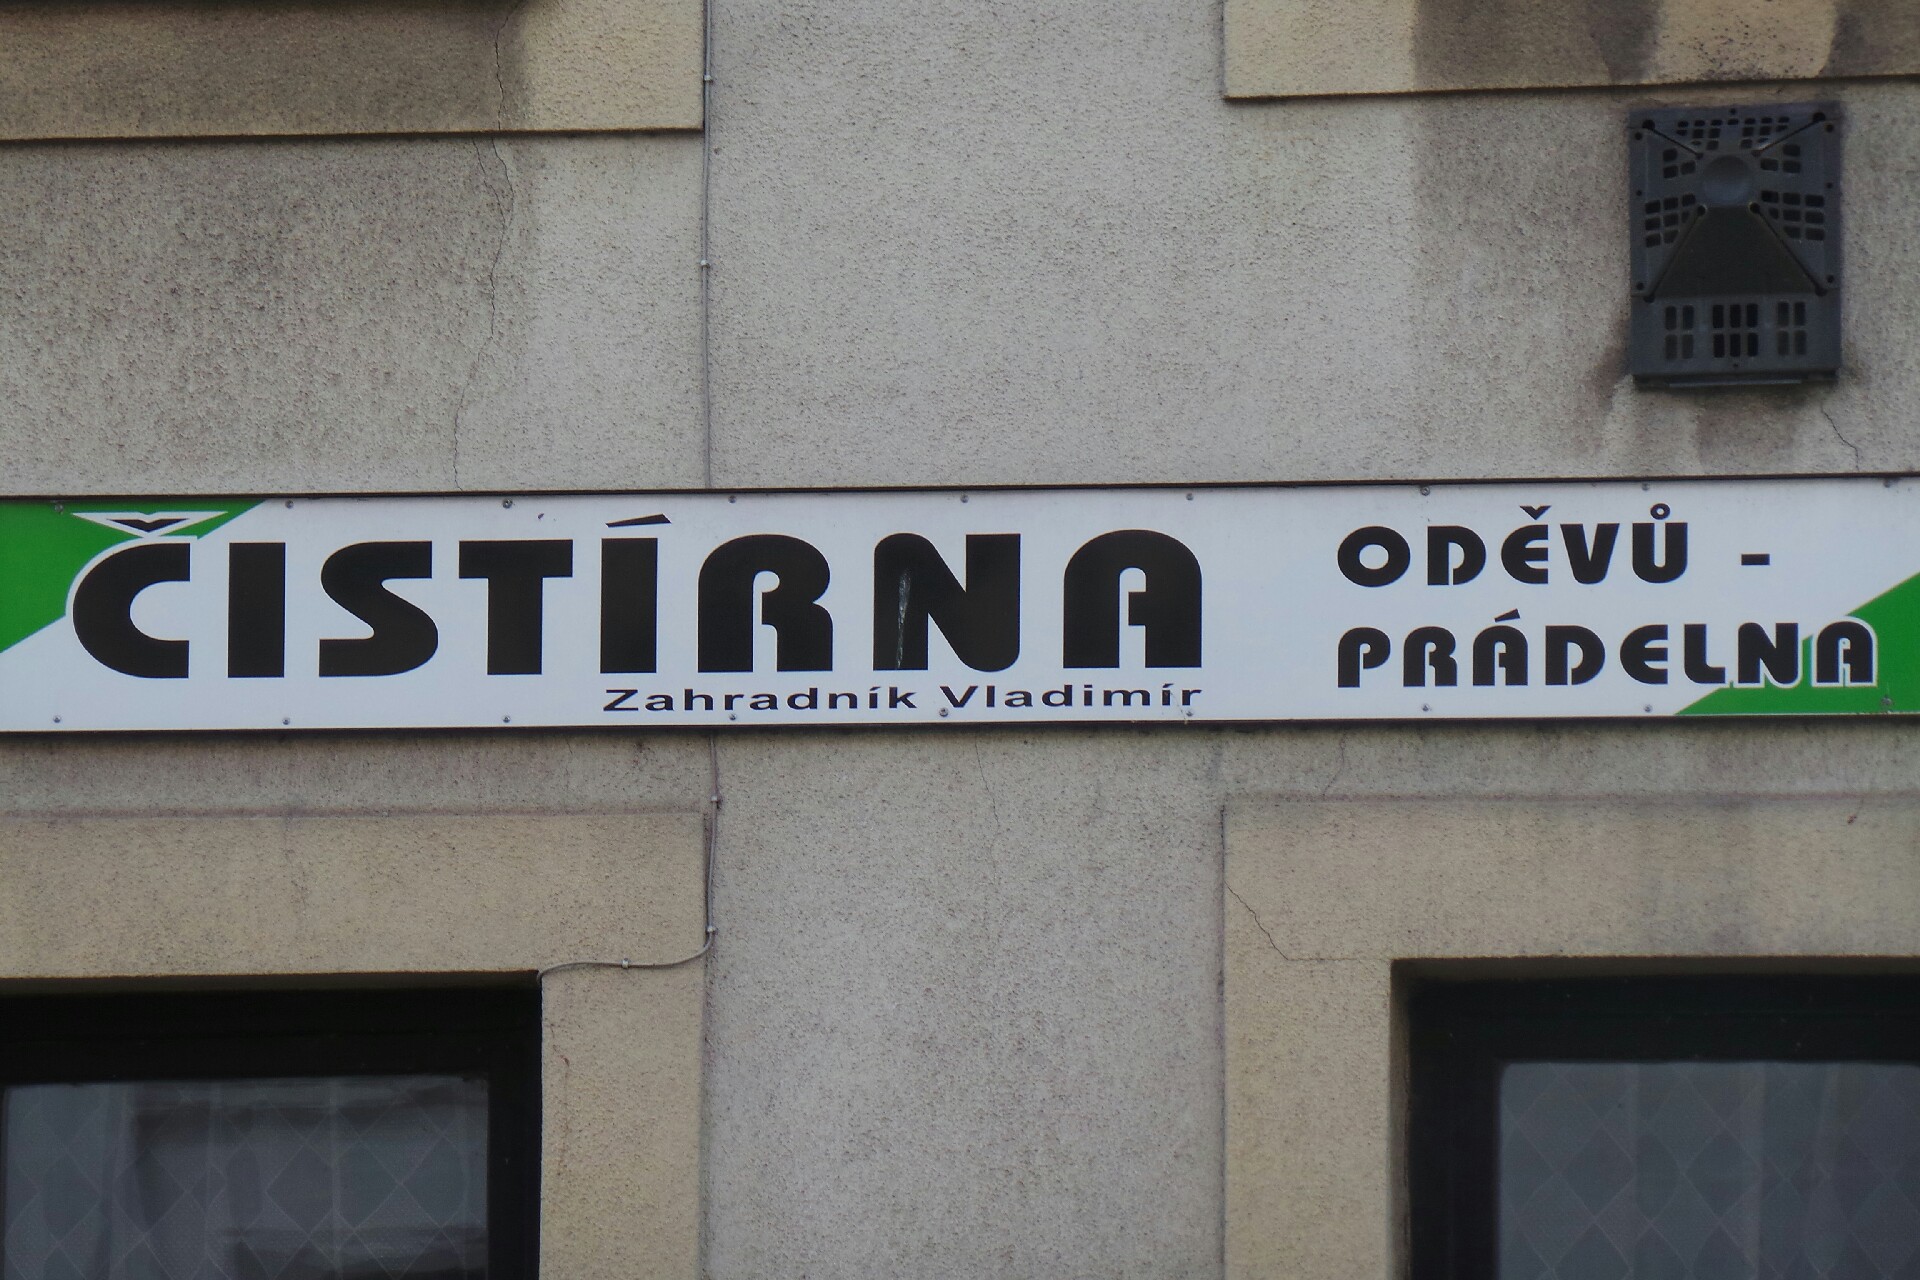 ČISTÍRNA
Zahradník Vladimír
ODĚVŮ -
PRÁDELNA